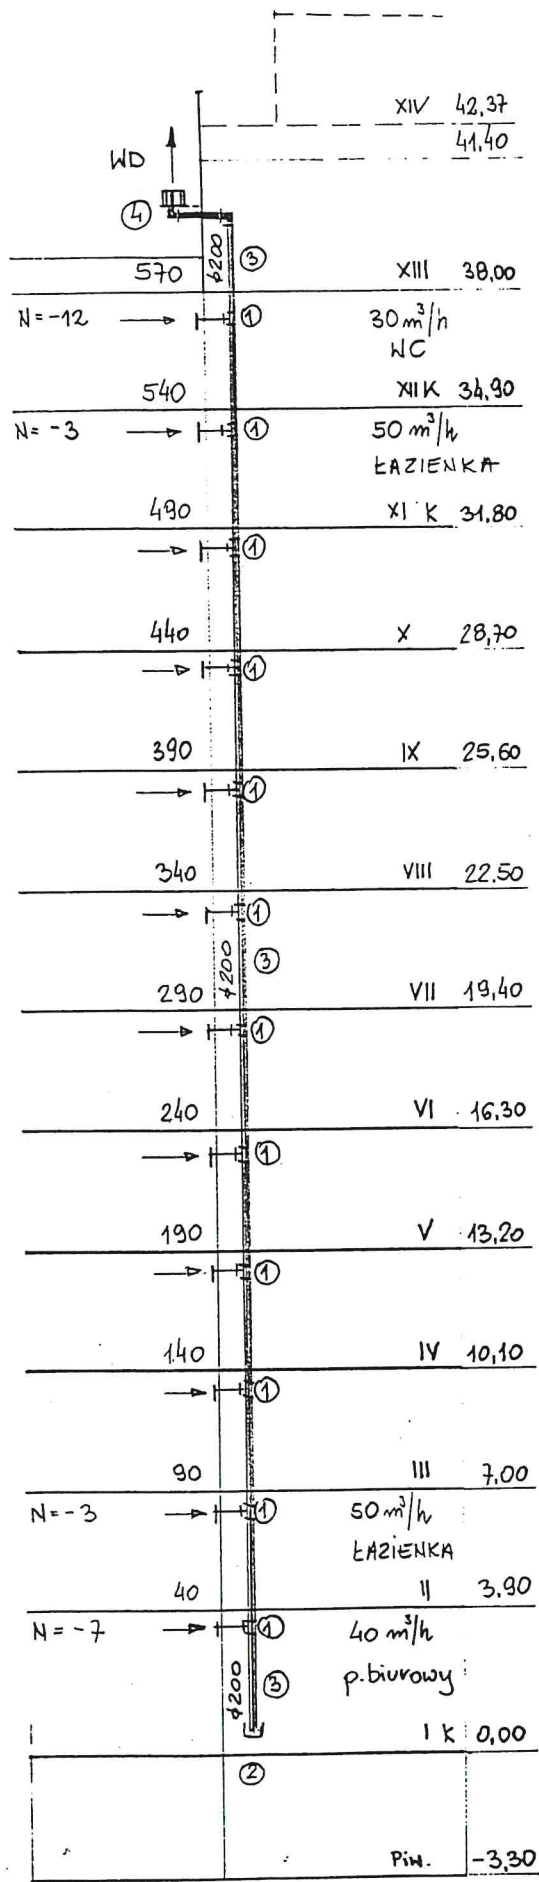 XIV 42,37
41,40
WD
4
ϕ200
3
570 XIII 38,00
N=-12 1 30 m³/h
WC
540 XII K 34,90
N=-3 1 50 m³/h
ŁAZIENKA
490 XI K 31,80
1
440 X 28,70
1
390 IX 25,60
1
340 VIII 22,50
1
ϕ200 3
290 VII 19,40
1
240 VI 16,30
1
190 V 13,20
1
140 IV 10,10
1
90 III 7,00
N=-3 1 50 m³/h
ŁAZIENKA
40 II 3,90
N=-7 1 40 m³/h
p.biurowy
ϕ200 3
I K 0,00
2
Piw. -3,30